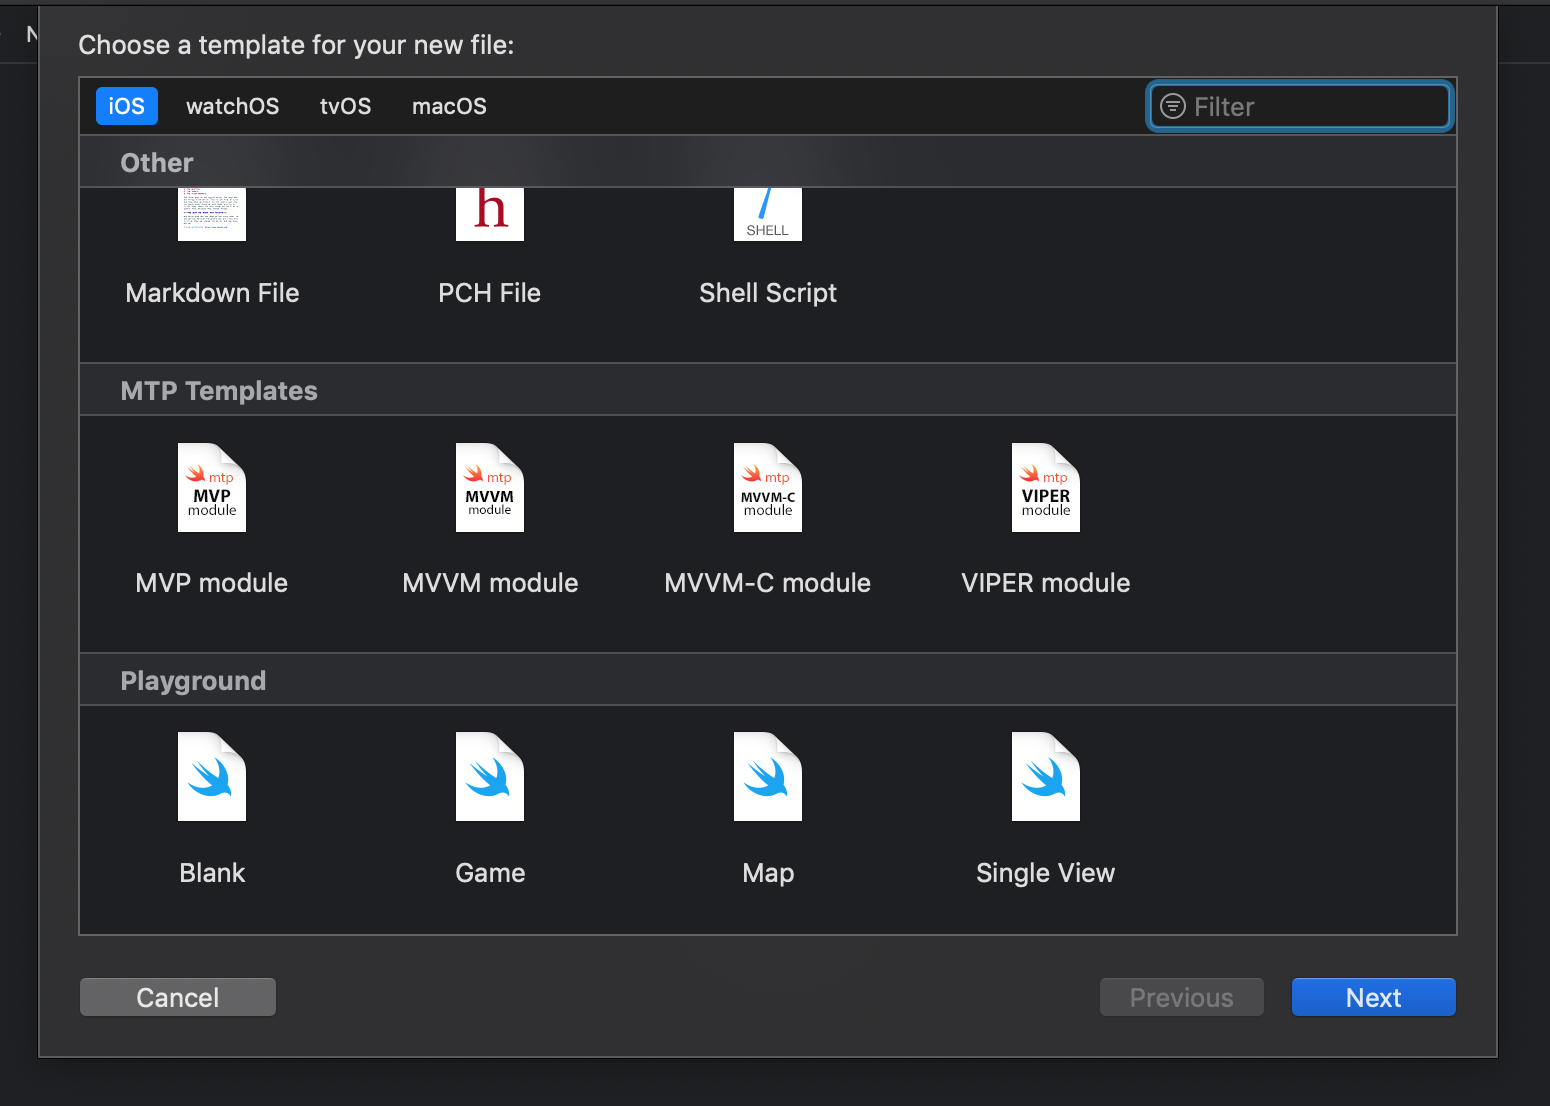 N
Choose a template for your new file:
iOS watchOS tvOS macOS Filter
Other
h
SHELL
Markdown File PCH File Shell Script
MTP Templates
mtp MVP module
mtp MVVM module
mtp MVVM-C module
mtp VIPER module
MVP module MVVM module MVVM-C module VIPER module
Playground
Blank Game Map Single View
Cancel Previous Next